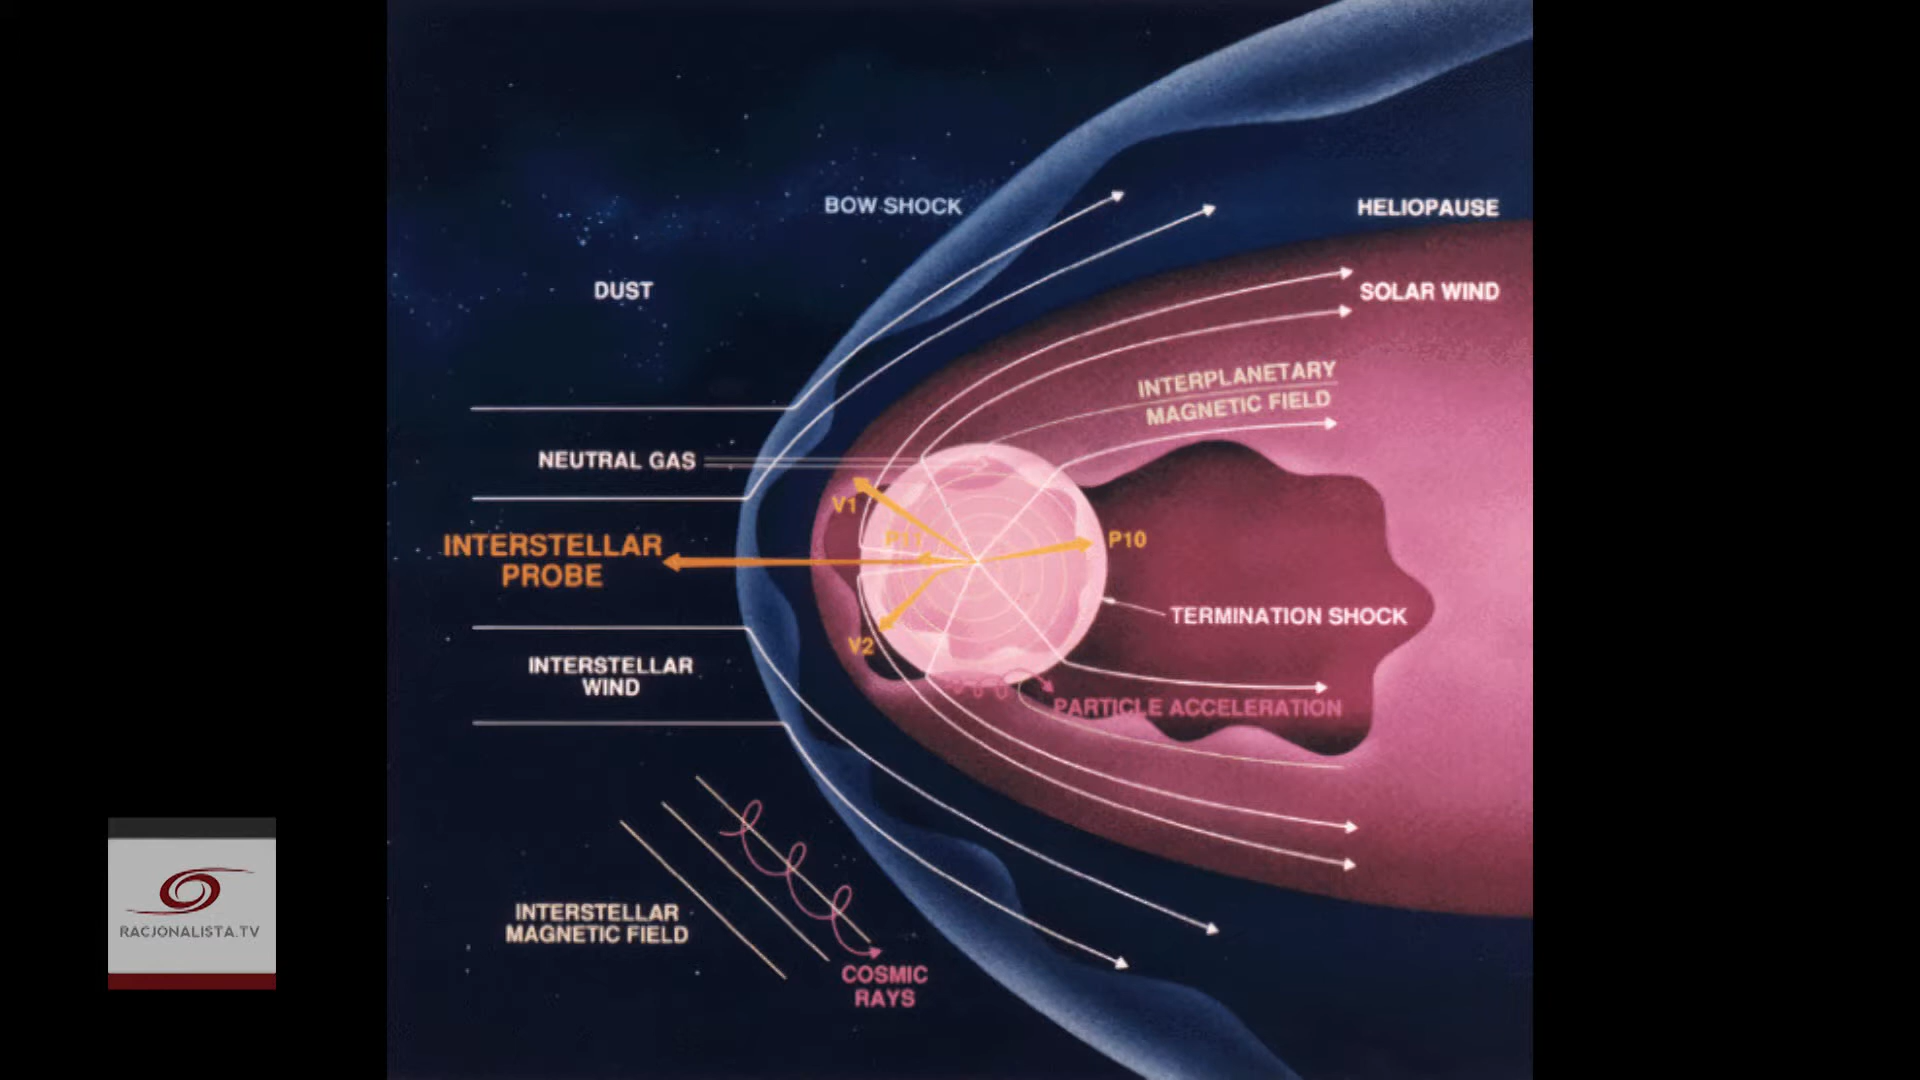 BOW SHOCK
HELIOPAUSE
DUST
SOLAR WIND
INTERPLANETARY
MAGNETIC FIELD
NEUTRAL GAS
V1
P11
P10
INTERSTELLAR
PROBE
V2
TERMINATION SHOCK
INTERSTELLAR
WIND
PARTICLE ACCELERATION
INTERSTELLAR
MAGNETIC FIELD
COSMIC
RAYS
RACJONALISTA.TV